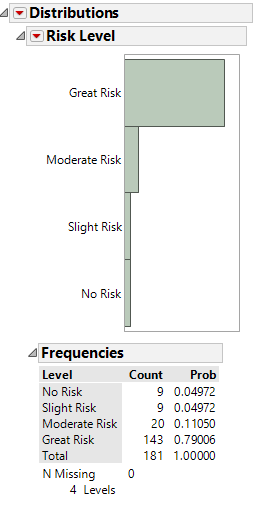 Distributions
Risk Level
Great Risk
Moderate Risk
Slight Risk
No Risk
Frequencies
Level Count Prob
No Risk 9 0.04972
Slight Risk 9 0.04972
Moderate Risk 20 0.11050
Great Risk 143 0.79006
Total 181 1.00000
N Missing 0
4 Levels